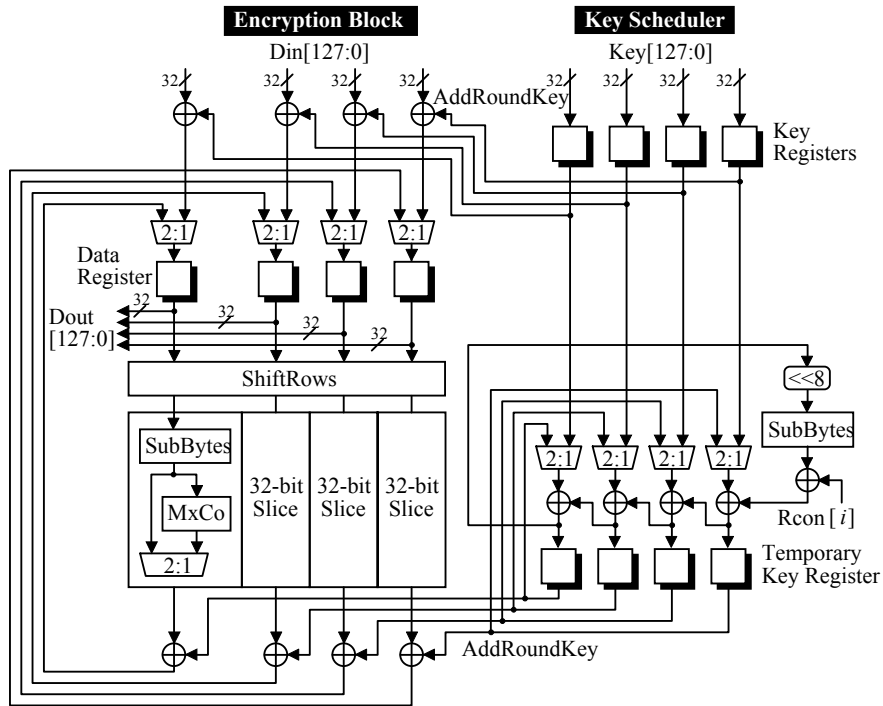 Encryption Block
Key Scheduler
Din[127:0]
Key[127:0]
32
32
32
32
32
32
32
32
AddRoundKey
Key
Registers
2:1
2:1
2:1
2:1
Data
Register
32
Dout
[127:0]
32
32
32
ShiftRows
<<8
SubBytes
SubBytes
2:1
2:1
2:1
2:1
MxCo
32-bit
Slice
32-bit
Slice
32-bit
Slice
Rcon [ i ]
2:1
Temporary
Key Register
AddRoundKey